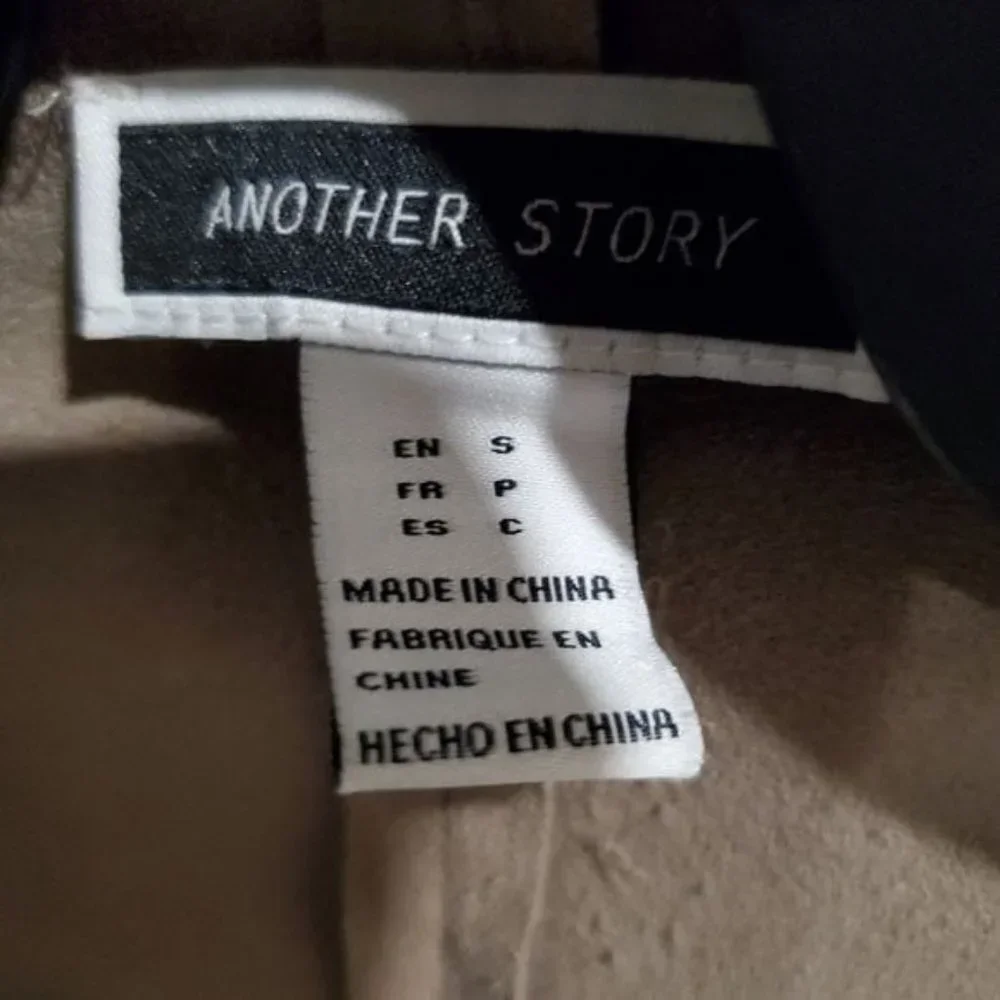 ANOTHER STORY
EN S
FR P
ES C
MADE IN CHINA
FABRIQUE EN
CHINE
HECHO EN CHINA